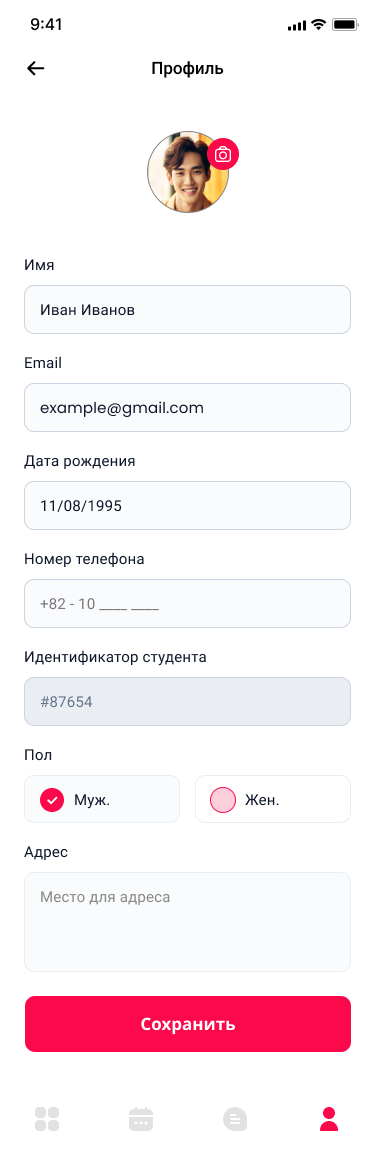 9:41
Профиль
Имя
Иван Иванов
Email
example@gmail.com
Дата рождения
11/08/1995
Номер телефона
+82 - 10 ____ ____
Идентификатор студента
#87654
Пол
Муж.
Жен.
Адрес
Место для адреса
Сохранить